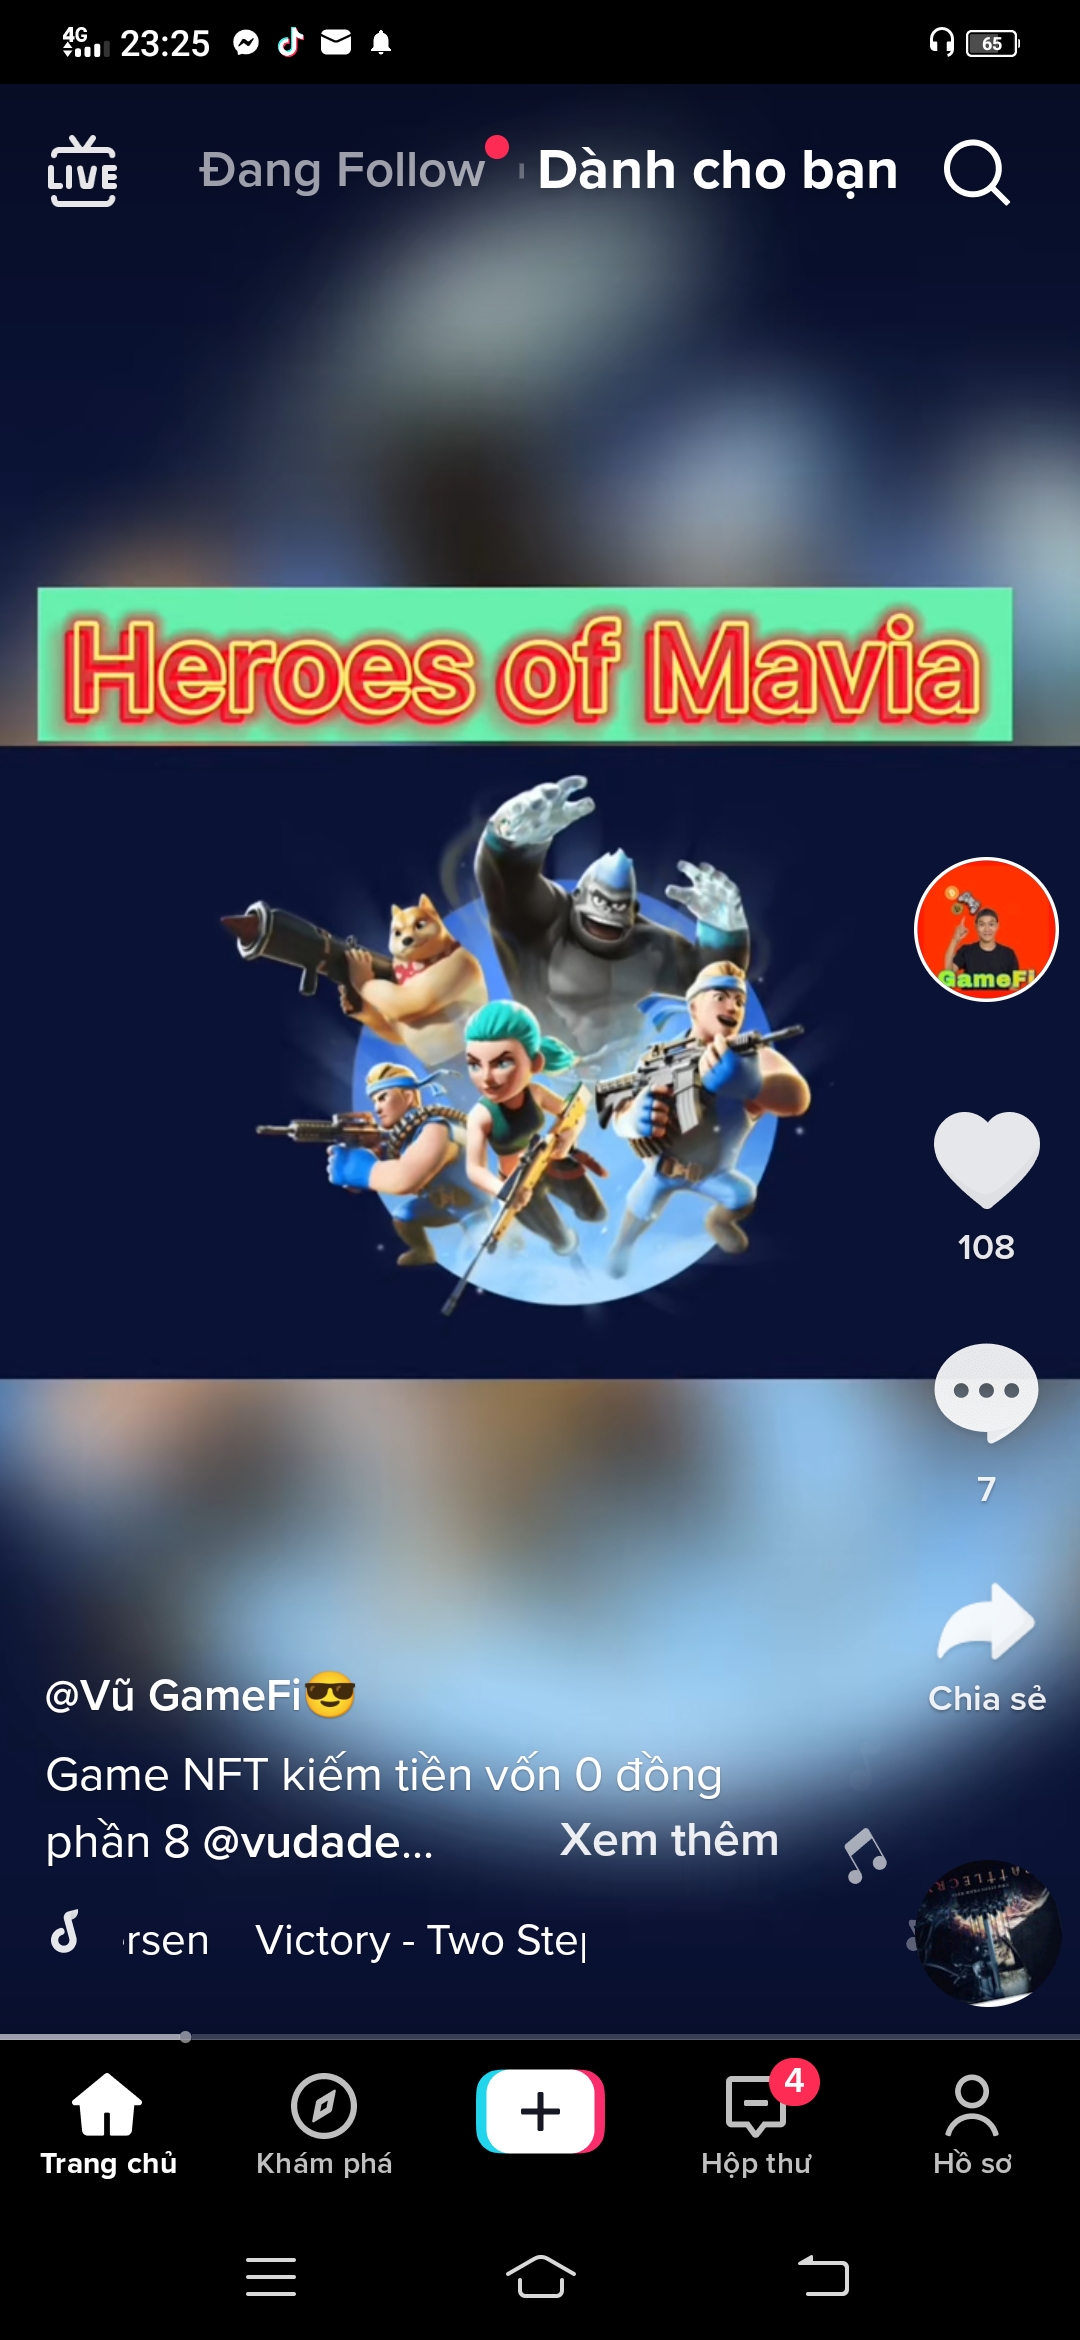 4G 23:25 65
LIVE Đang Follow Dành cho bạn
Heroes of Mavia
GameFi
108
7
Chia sẻ
@Vũ GameFi😎
Game NFT kiếm tiền vốn 0 đồng
phần 8 @vudade... Xem thêm
rsen Victory - Two Step
4
Trang chủ Khám phá Hộp thư Hồ sơ